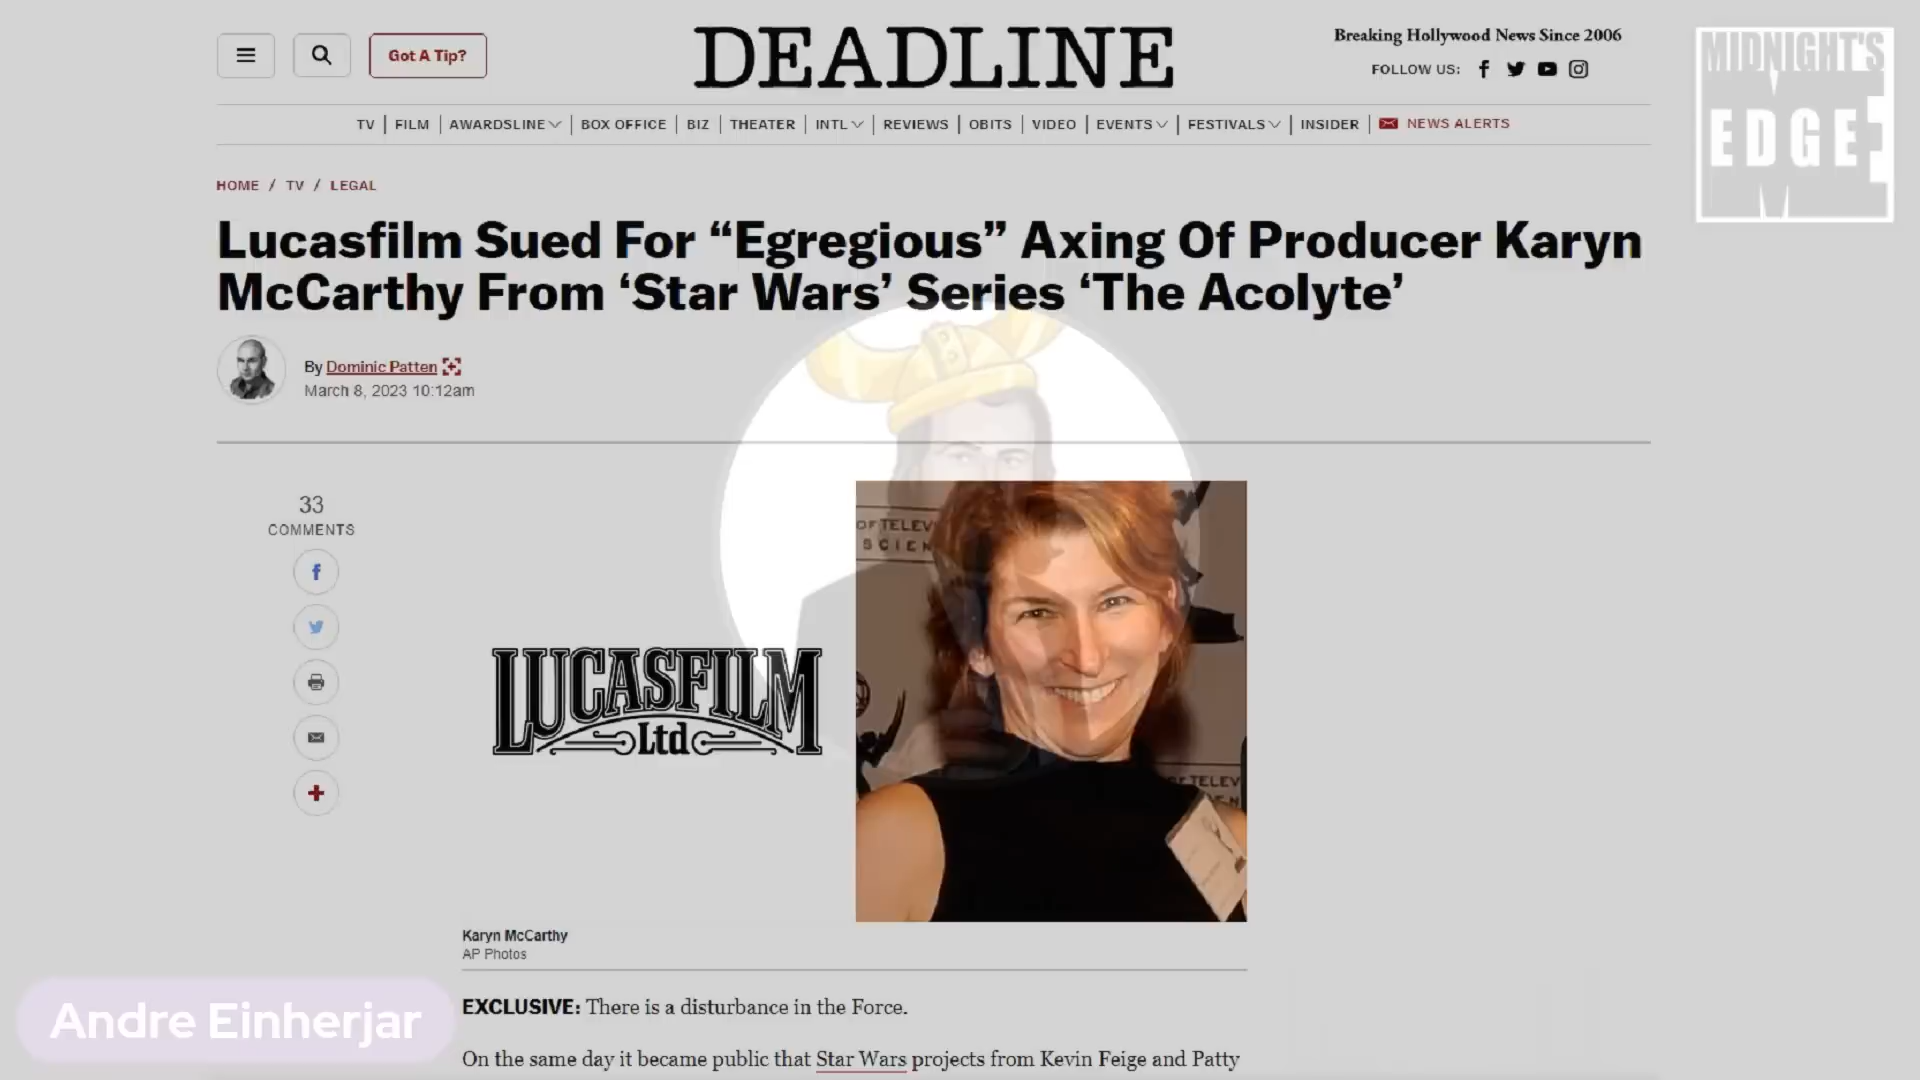 Got A Tip?
DEADLINE
Breaking Hollywood News Since 2006
FOLLOW US:
MIDNIGHT'S
EDGE
TV | FILM | AWARDSLINE | BOX OFFICE | BIZ | THEATER | INTL | REVIEWS | OBITS | VIDEO | EVENTS | FESTIVALS | INSIDER | NEWS ALERTS
HOME / TV / LEGAL
Lucasfilm Sued For “Egregious” Axing Of Producer Karyn
McCarthy From ‘Star Wars’ Series ‘The Acolyte’
By Dominic Patten
March 8, 2023 10:12am
33
COMMENTS
OF TELEV
SCIEN
LUCASFILM
Ltd
TELEV
Karyn McCarthy
AP Photos
EXCLUSIVE: There is a disturbance in the Force.
Andre Einherjar
On the same day it became public that Star Wars projects from Kevin Feige and Patty